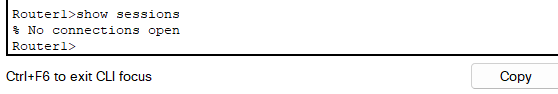 Router1>show sessions
% No connections open
Router1>
Ctrl+F6 to exit CLI focus
Copy